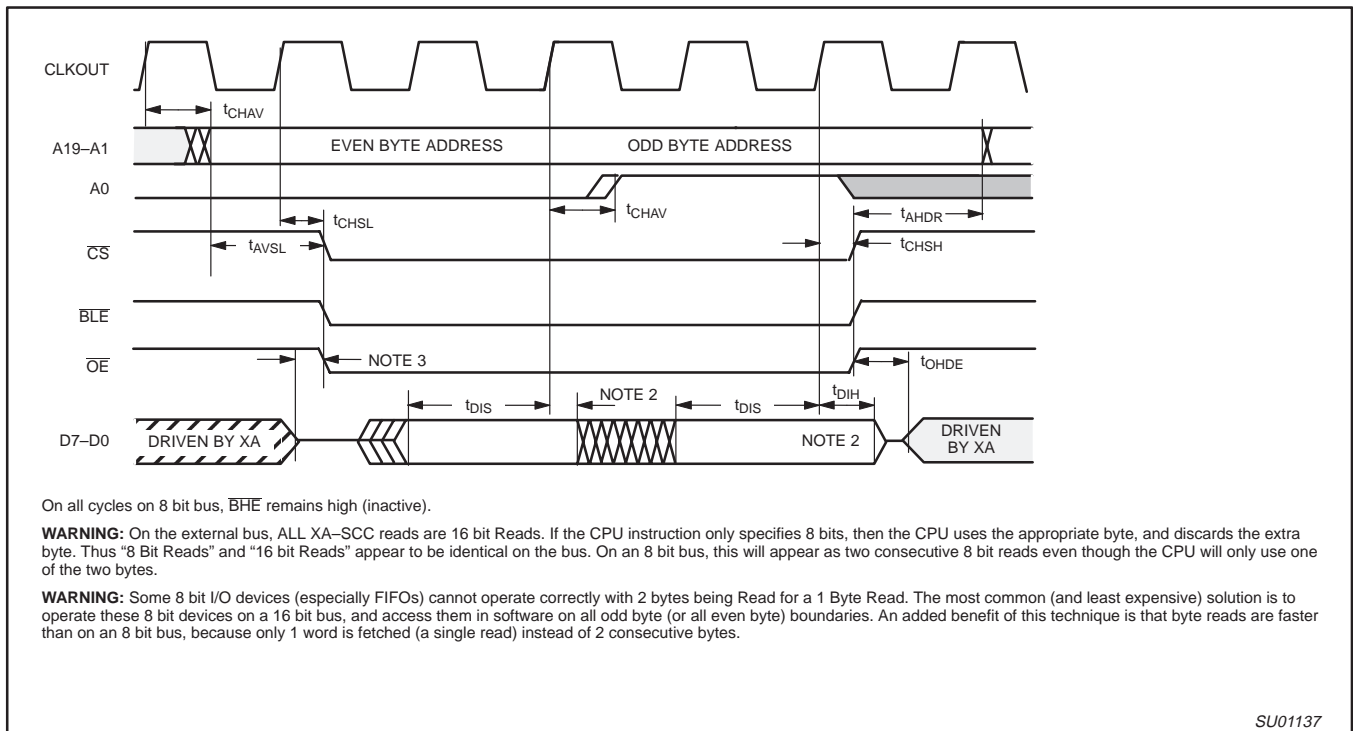 CLKOUT
tCHAV
A19–A1
EVEN BYTE ADDRESS
ODD BYTE ADDRESS
A0
tCHSL
tCHAV
tAHDR
tAVSL
tCHSH
CS
BLE
OE
NOTE 3
tOHDE
tDIS
NOTE 2
tDIS
tDIH
D7–D0
DRIVEN BY XA
NOTE 2
DRIVEN
BY XA
On all cycles on 8 bit bus, BHE remains high (inactive).
WARNING: On the external bus, ALL XA–SCC reads are 16 bit Reads. If the CPU instruction only specifies 8 bits, then the CPU uses the appropriate byte, and discards the extra
byte. Thus “8 Bit Reads” and “16 bit Reads” appear to be identical on the bus. On an 8 bit bus, this will appear as two consecutive 8 bit reads even though the CPU will only use one
of the two bytes.
WARNING: Some 8 bit I/O devices (especially FIFOs) cannot operate correctly with 2 bytes being Read for a 1 Byte Read. The most common (and least expensive) solution is to
operate these 8 bit devices on a 16 bit bus, and access them in software on all odd byte (or all even byte) boundaries. An added benefit of this technique is that byte reads are faster
than on an 8 bit bus, because only 1 word is fetched (a single read) instead of 2 consecutive bytes.
SU01137